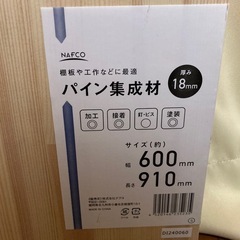 NAFCO
棚板や工作などに最適
パイン集成材
厚み
18mm
加工
接着
釘・ビス
塗装
サイズ(約)
幅 600mm
長さ 910mm
00240060